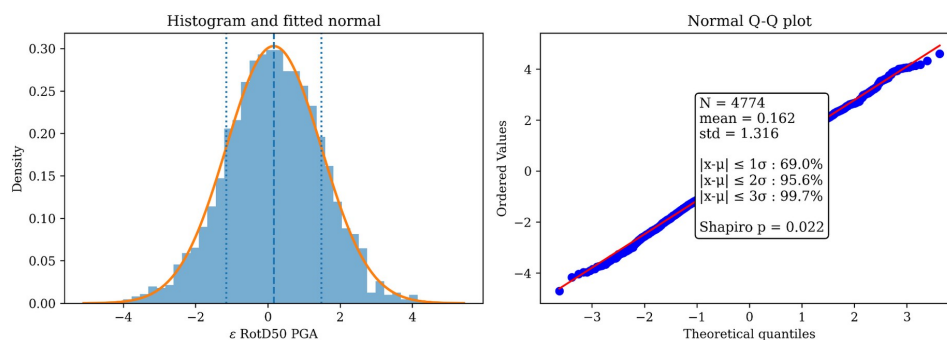 Histogram and fitted normal
0.30
0.25
0.20
0.15
0.10
0.05
0.00
Density
−4
−2
0
2
4
ε RotD50 PGA
Normal Q-Q plot
4
2
0
−2
−4
Ordered Values
N = 4774
mean = 0.162
std = 1.316
|x-μ| ≤ 1σ : 69.0%
|x-μ| ≤ 2σ : 95.6%
|x-μ| ≤ 3σ : 99.7%
Shapiro p = 0.022
−3
−2
−1
0
1
2
3
Theoretical quantiles